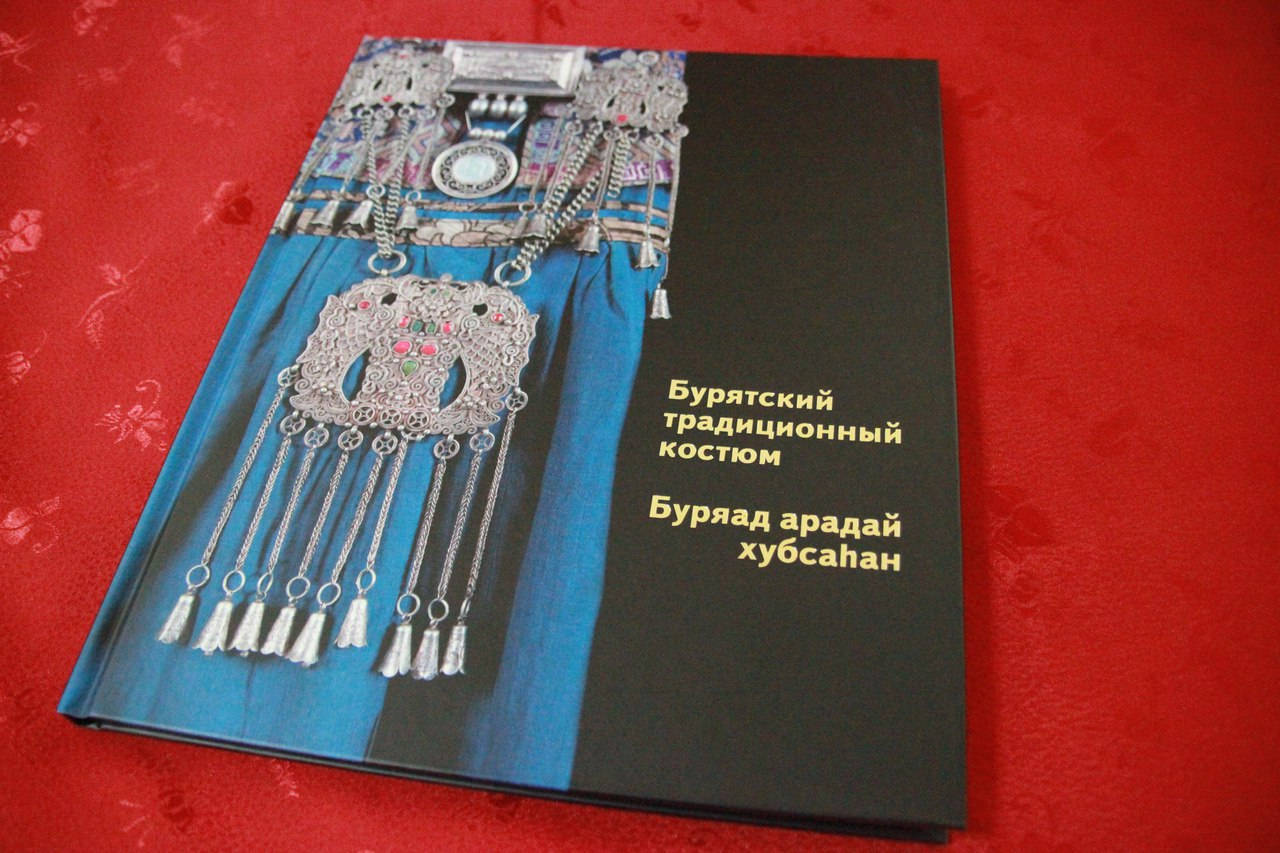 Бурятский
традиционный
костюм
Буряад арадай
хубсаһан